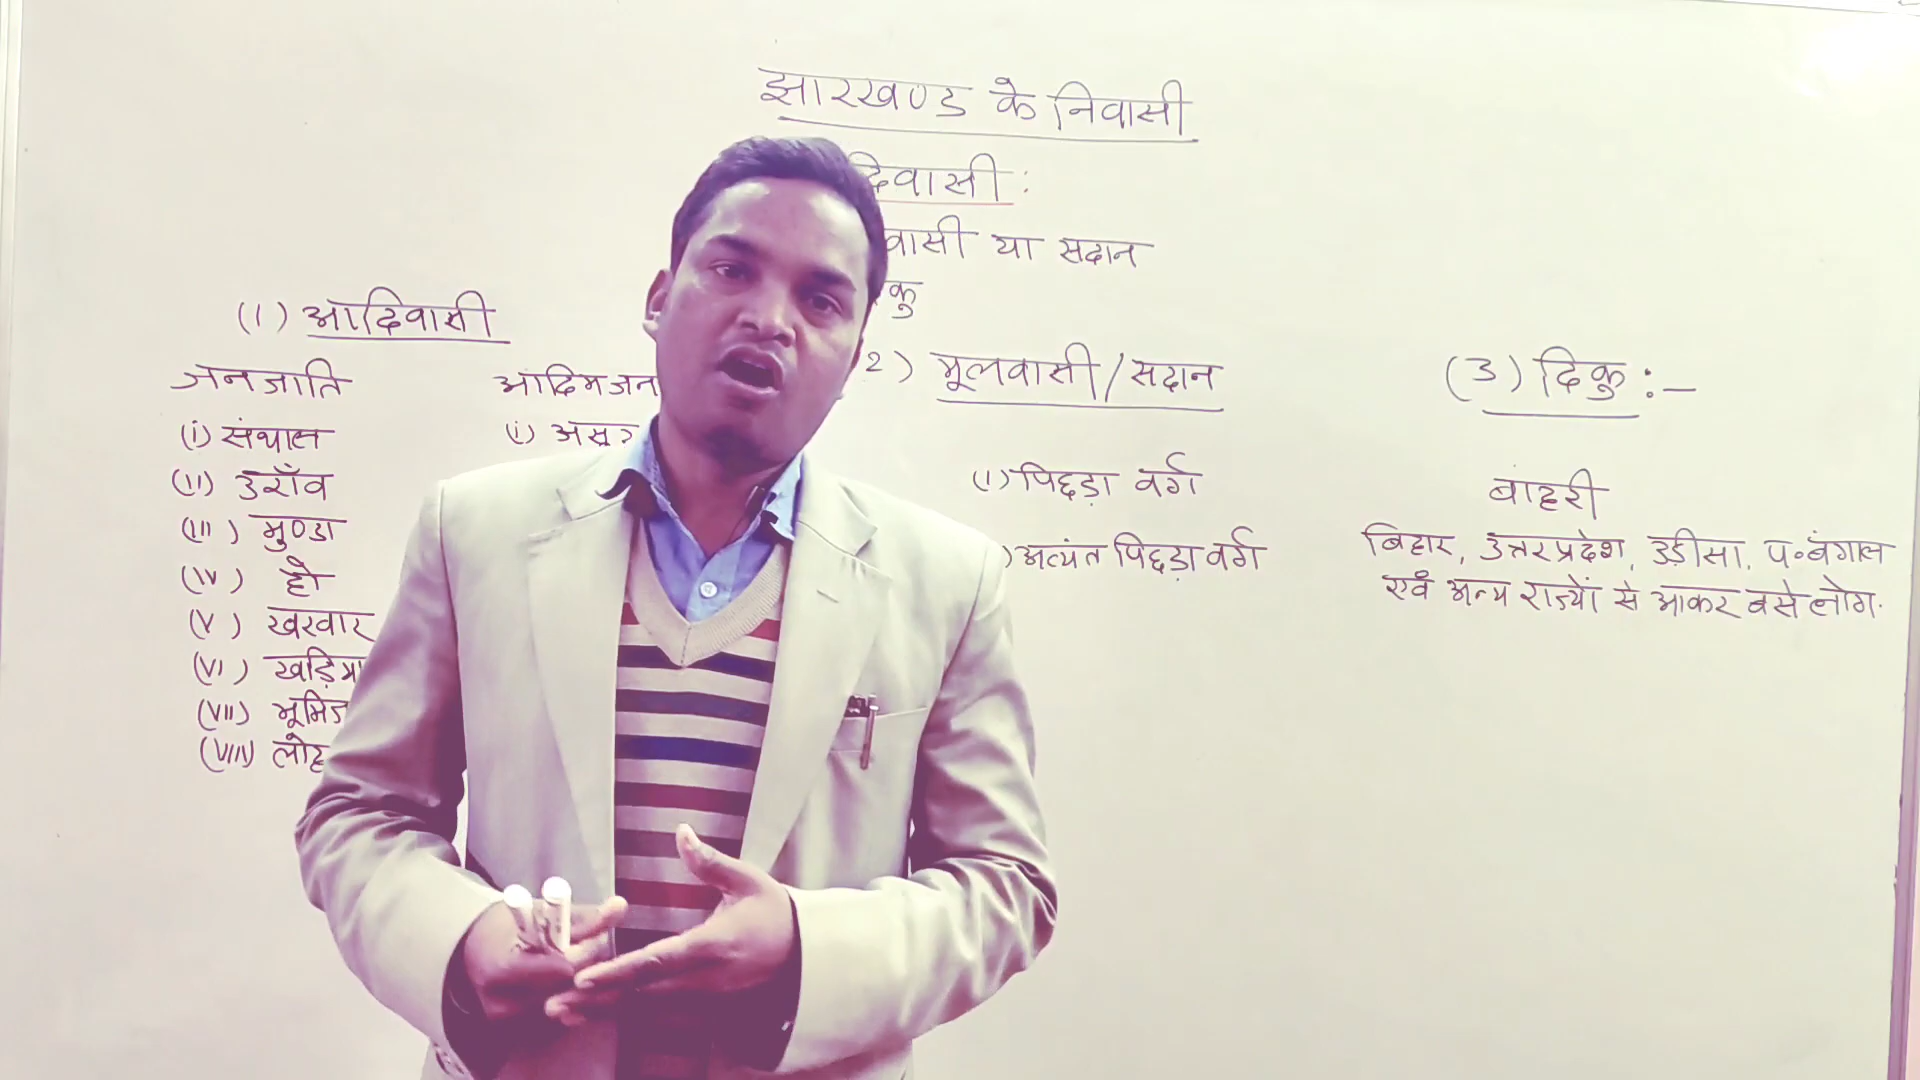 झारखण्ड के निवासी
दिवासी :
वासी या सदान
कु
(1) आदिवासी
जनजाति
(i) संथाल
(ii) उराँव
(iii) मुण्डा
(iv) हो
(v) खरवार
(vi) खड़िया
(vii) भूमिज
(viii) लोह
आदिमजन
(i) असुर
2) मूलवासी/सदान
(1) पिछड़ा वर्ग
) अत्यंत पिछड़ा वर्ग
(3) दिकु :-
बाहरी
बिहार, उत्तरप्रदेश, उड़ीसा, प॰बंगाल
एवं अन्य राज्यों से आकर बसे लोग.